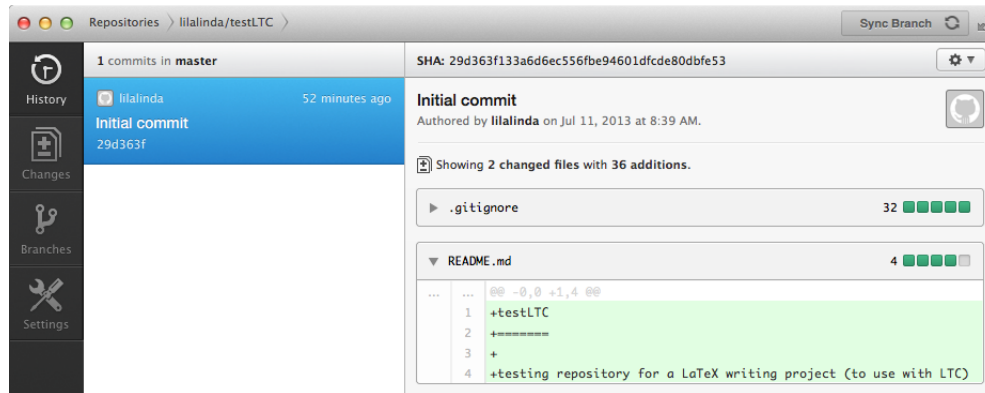 Repositories lilalinda/testLTC
Sync Branch
History
Changes
Branches
Settings
1 commits in master
lilalinda 52 minutes ago
Initial commit
29d363f
SHA: 29d363f133a6d6ec556fbe94601dfcde80dbfe53
Initial commit
Authored by lilalinda on Jul 11, 2013 at 8:39 AM.
Showing 2 changed files with 36 additions.
.gitignore 32
README.md 4
... ... @@ -0,0 +1,4 @@
1 +testLTC
2 +=======
3 +
4 +testing repository for a LaTeX writing project (to use with LTC)